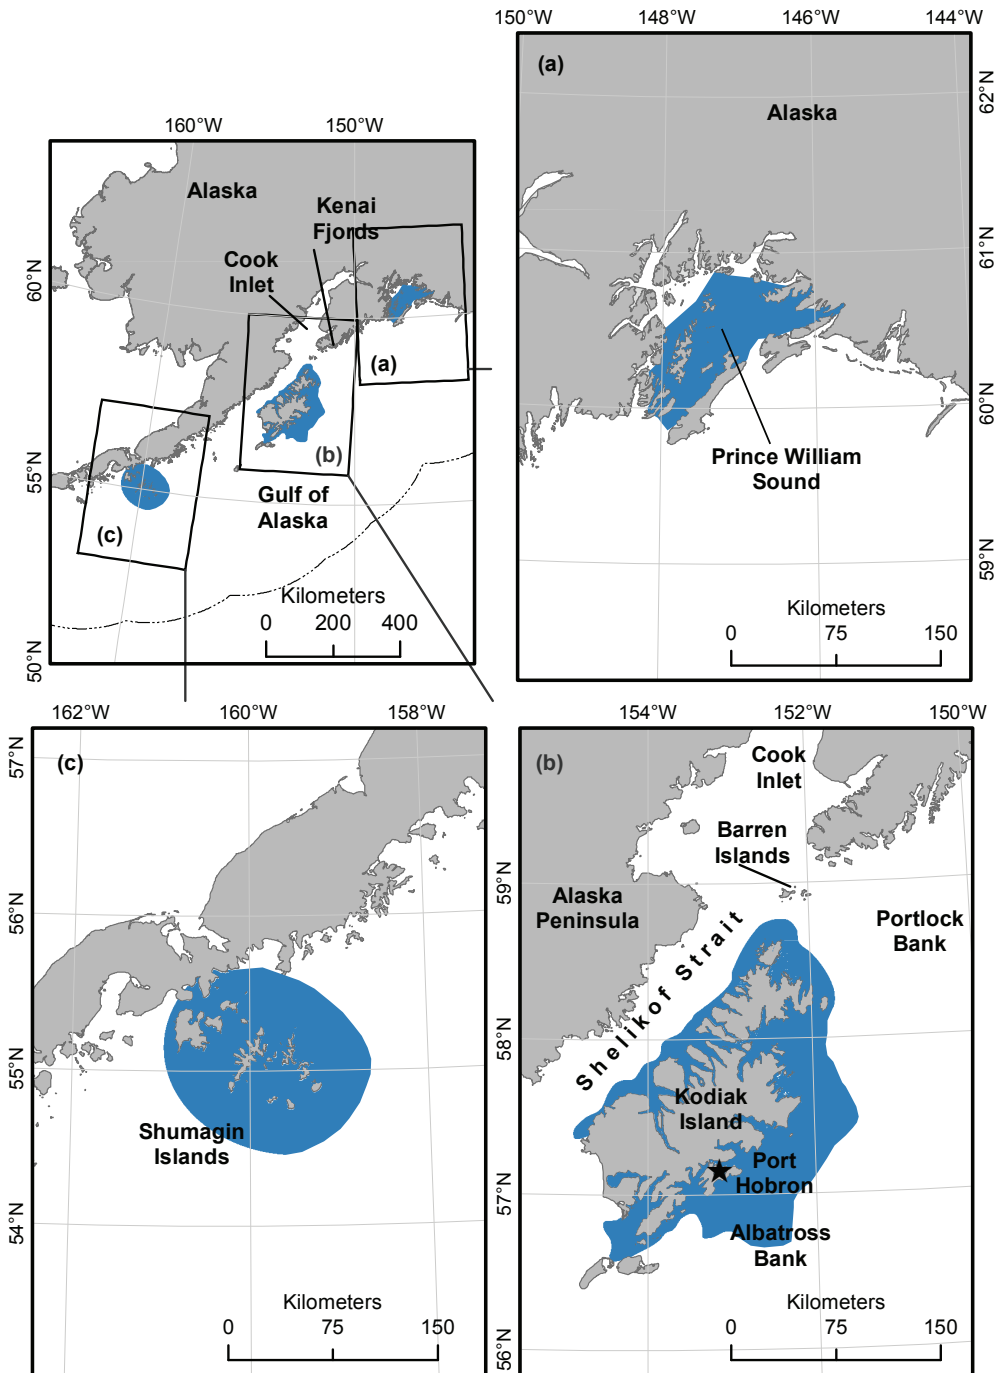 160°W 150°W
Alaska
Kenai
Fjords
Cook
Inlet
60°N
55°N
50°N
(a)
(b)
(c)
Gulf of
Alaska
Kilometers
0 200 400
150°W 148°W 146°W 144°W
(a)
Alaska
62°N
61°N
60°N
59°N
Prince William
Sound
Kilometers
0 75 150
162°W 160°W 158°W
(c)
57°N
56°N
55°N
54°N
Shumagin
Islands
Kilometers
0 75 150
154°W 152°W 150°W
(b)
Cook
Inlet
Barren
Islands
59°N
58°N
57°N
56°N
Alaska
Peninsula
Portlock
Bank
Shelikof Strait
Kodiak
Island
Port
Hobron
Albatross
Bank
Kilometers
0 75 150